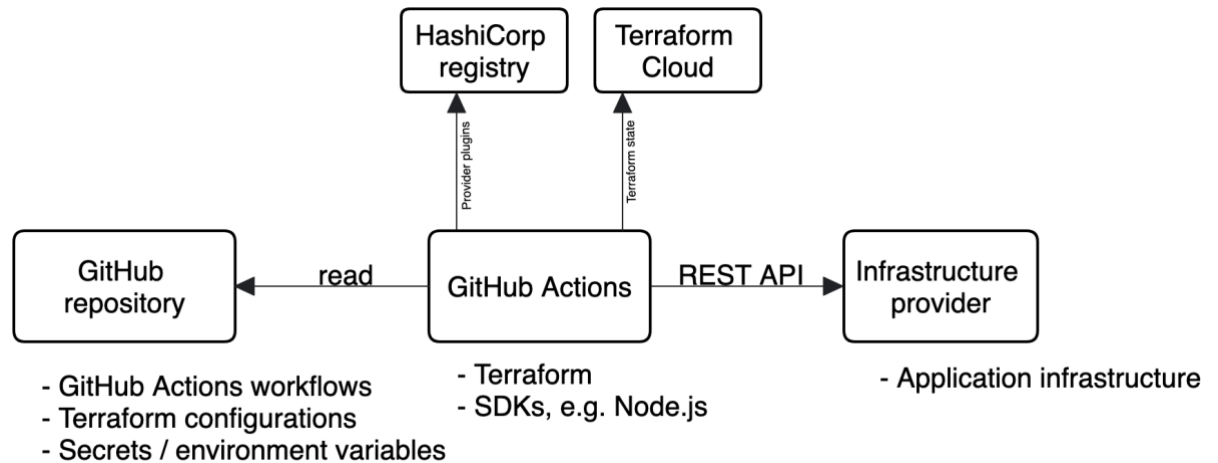 HashiCorp
registry
Terraform
Cloud
Provider plugins
Terraform state
GitHub
repository
read
GitHub Actions
REST API
Infrastructure
provider
- GitHub Actions workflows
- Terraform configurations
- Secrets / environment variables
- Terraform
- SDKs, e.g. Node.js
- Application infrastructure